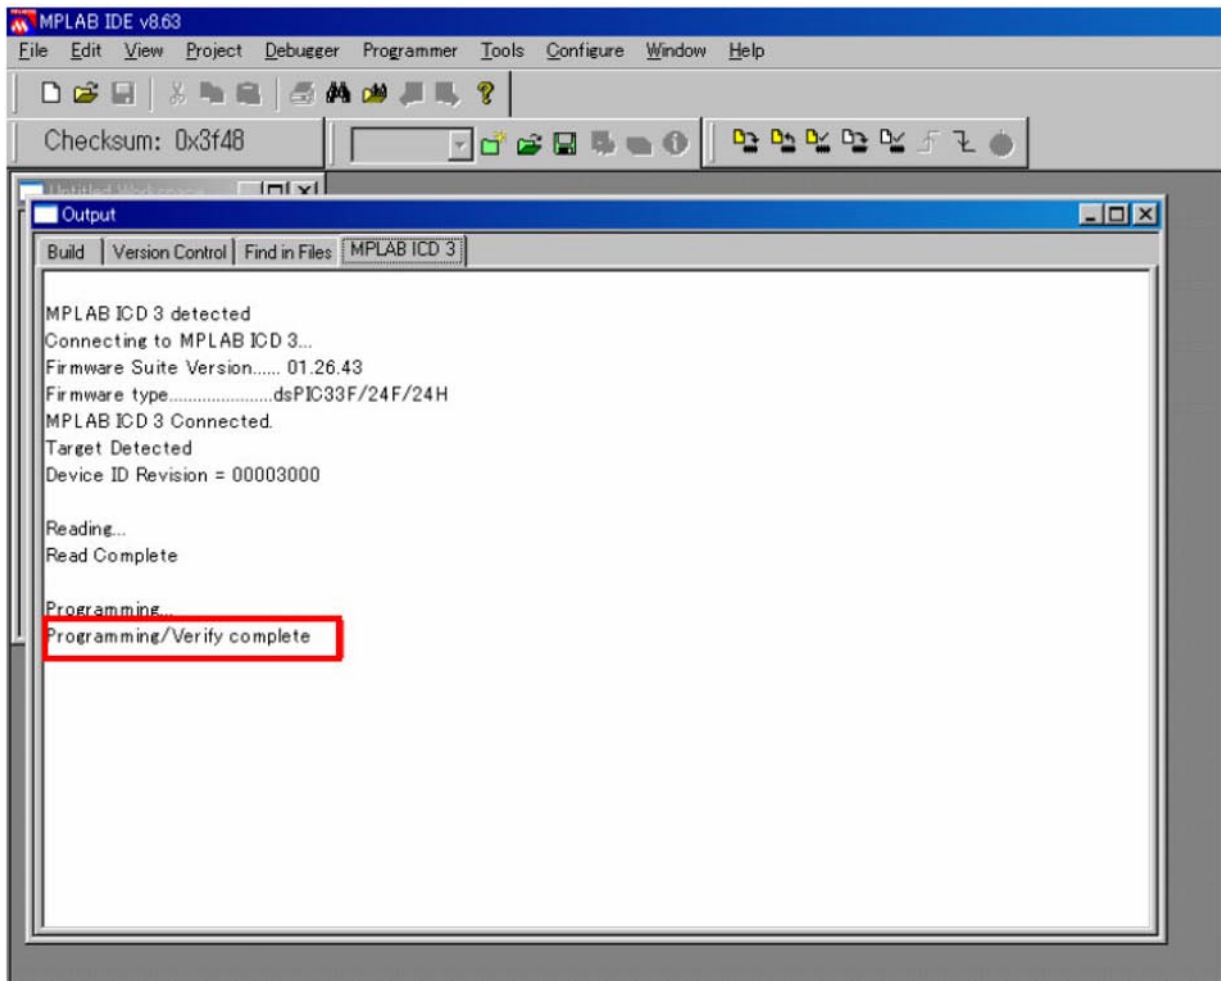 MPLAB IDE v8.63
File Edit View Project Debugger Programmer Tools Configure Window Help
Checksum: 0x3f48
Untitled Workspace
Output
Build Version Control Find in Files MPLAB ICD 3
MPLAB ICD 3 detected
Connecting to MPLAB ICD 3...
Firmware Suite Version...... 01.26.43
Firmware type......................dsPIC33F/24F/24H
MPLAB ICD 3 Connected.
Target Detected
Device ID Revision = 00003000
Reading...
Read Complete
Programming...
Programming/Verify complete